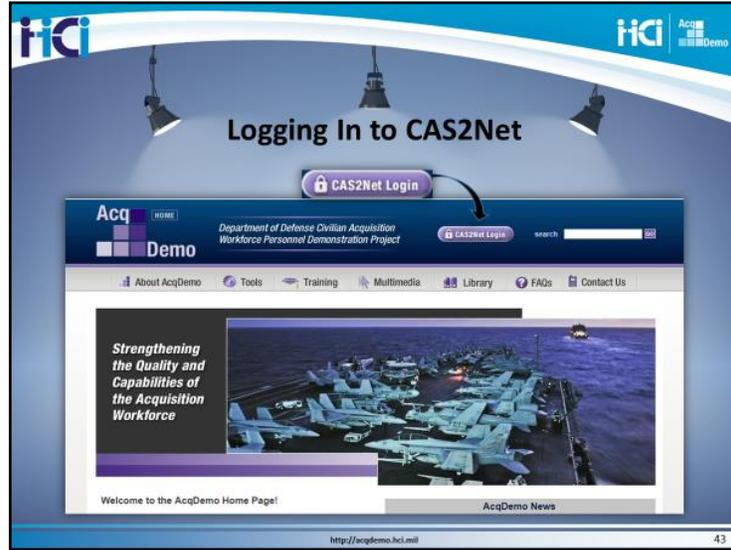 HCi
HCi
Acq
Demo
Logging In to CAS2Net
CAS2Net Login
Acq
HOME
Demo
Department of Defense Civilian Acquisition
Workforce Personnel Demonstration Project
CAS2Net Login
search
GO
About AcqDemo Tools Training Multimedia Library FAQs Contact Us
Strengthening
the Quality and
Capabilities of
the Acquisition
Workforce
Welcome to the AcqDemo Home Page!
AcqDemo News
http://acqdemo.hci.mil
43